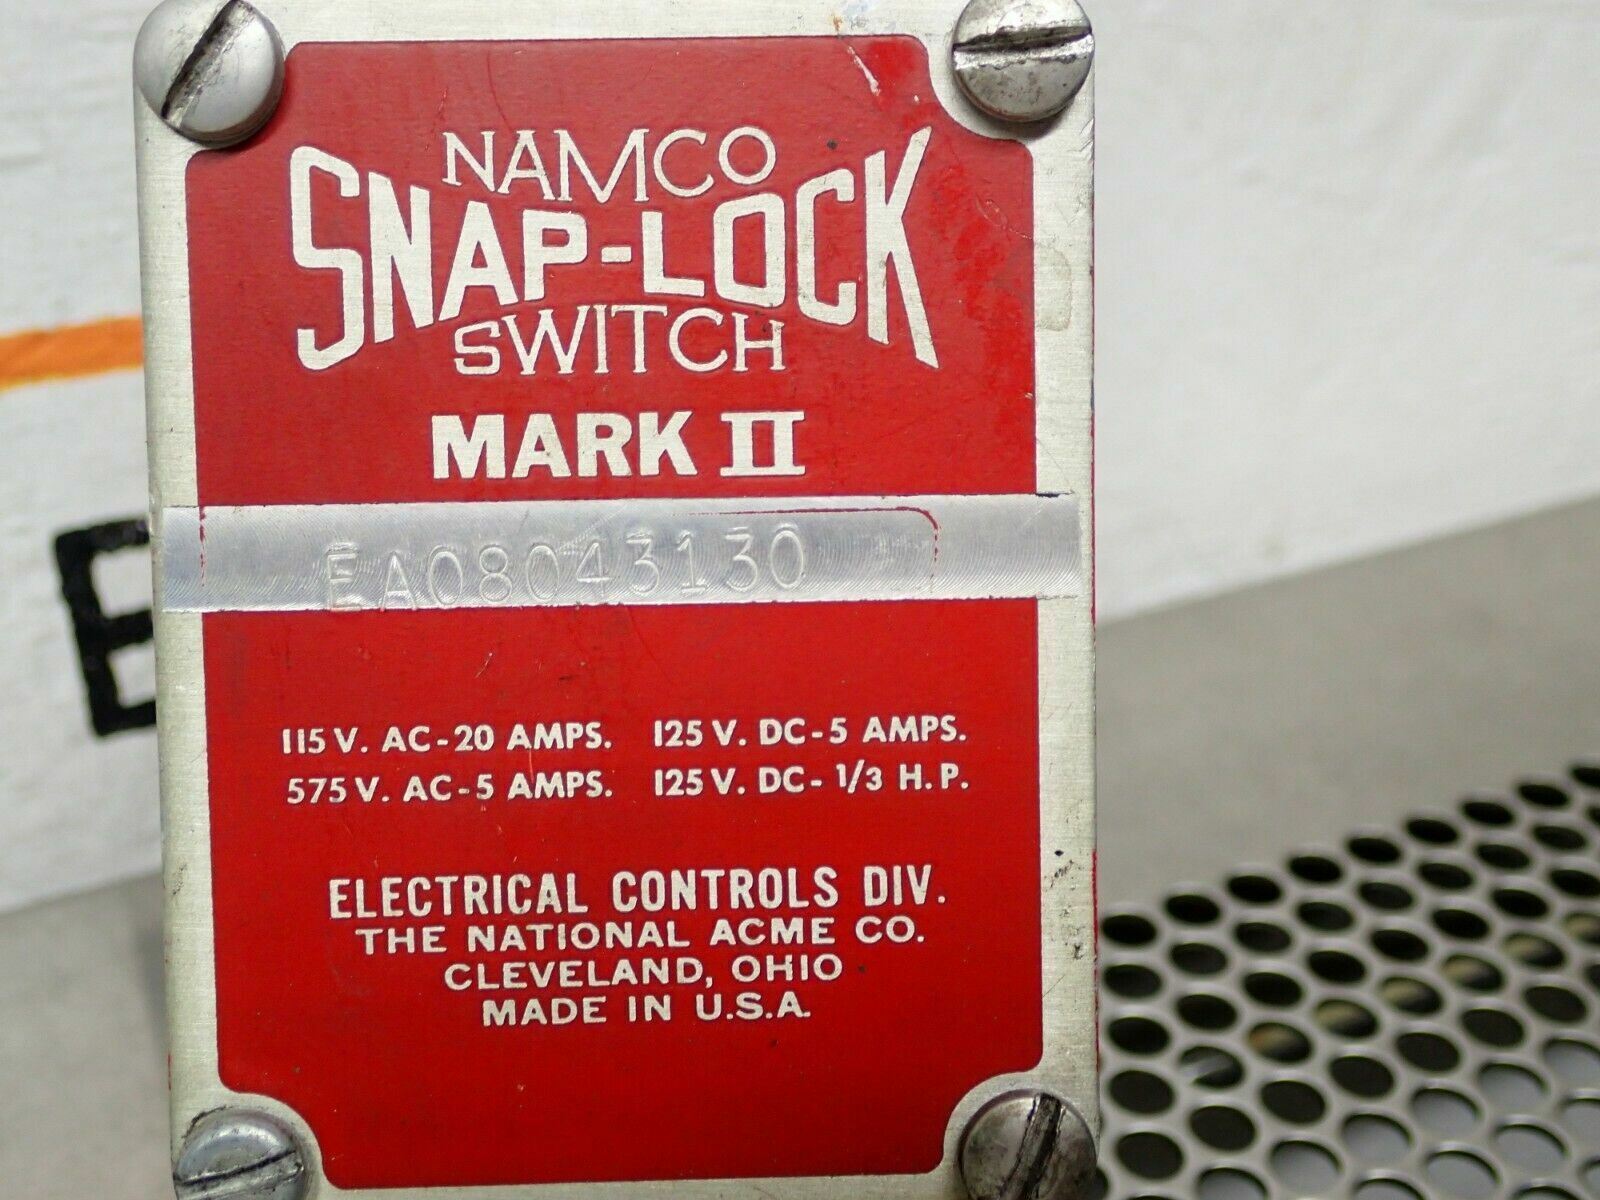 NAMCO
SNAP-LOCK
SWITCH
MARK II
EA08043130
115 V. AC-20 AMPS. 125 V. DC-5 AMPS.
575 V. AC-5 AMPS. 125 V. DC-1/3 H.P.
ELECTRICAL CONTROLS DIV.
THE NATIONAL ACME CO.
CLEVELAND, OHIO
MADE IN U.S.A.
E